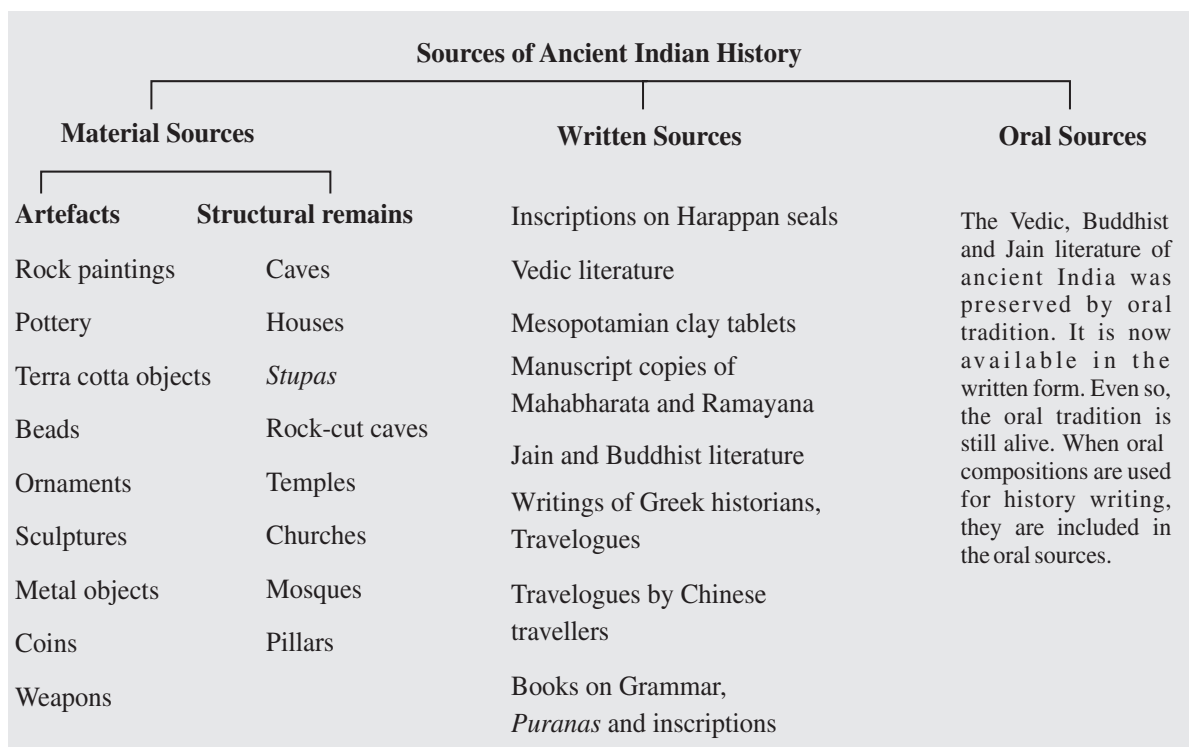 Sources of Ancient Indian History
Material Sources
Written Sources
Oral Sources
Artefacts
Rock paintings
Pottery
Terra cotta objects
Beads
Ornaments
Sculptures
Metal objects
Coins
Weapons
Structural remains
Caves
Houses
Stupas
Rock-cut caves
Temples
Churches
Mosques
Pillars
Inscriptions on Harappan seals
Vedic literature
Mesopotamian clay tablets
Manuscript copies of
Mahabharata and Ramayana
Jain and Buddhist literature
Writings of Greek historians,
Travelogues
Travelogues by Chinese
travellers
Books on Grammar,
Puranas and inscriptions
The Vedic, Buddhist
and Jain literature of
ancient India was
preserved by oral
tradition. It is now
available in the
written form. Even so,
the oral tradition is
still alive. When oral
compositions are used
for history writing,
they are included in
the oral sources.